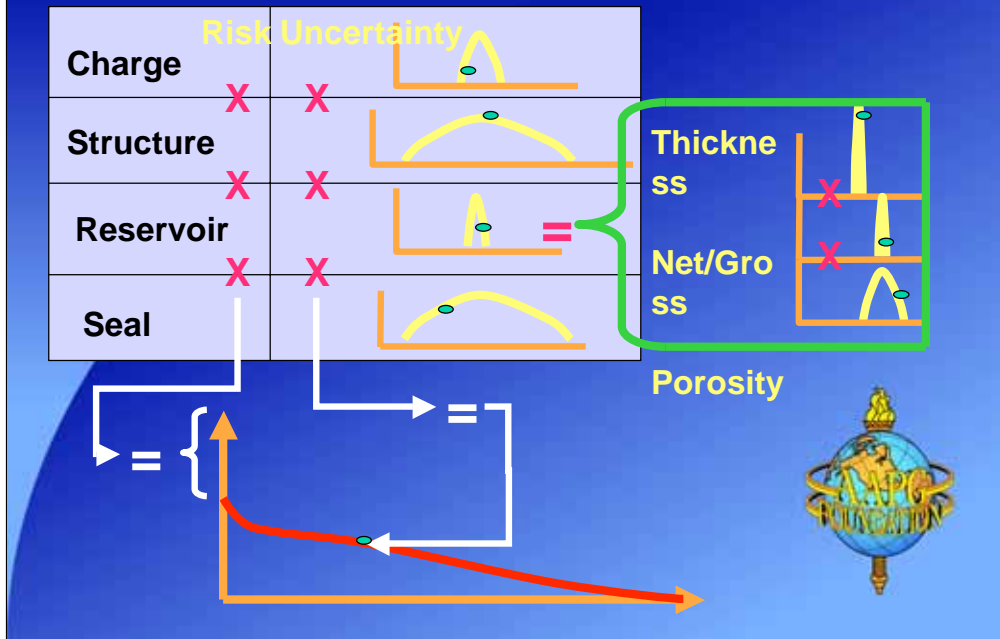 Risk Uncertainty
Charge
X X
Structure
X X
Reservoir
=
X X
Seal
Thickne
ss
X
Net/Gro
ss
X
Porosity
=
=
AAPG
FOUNDATION